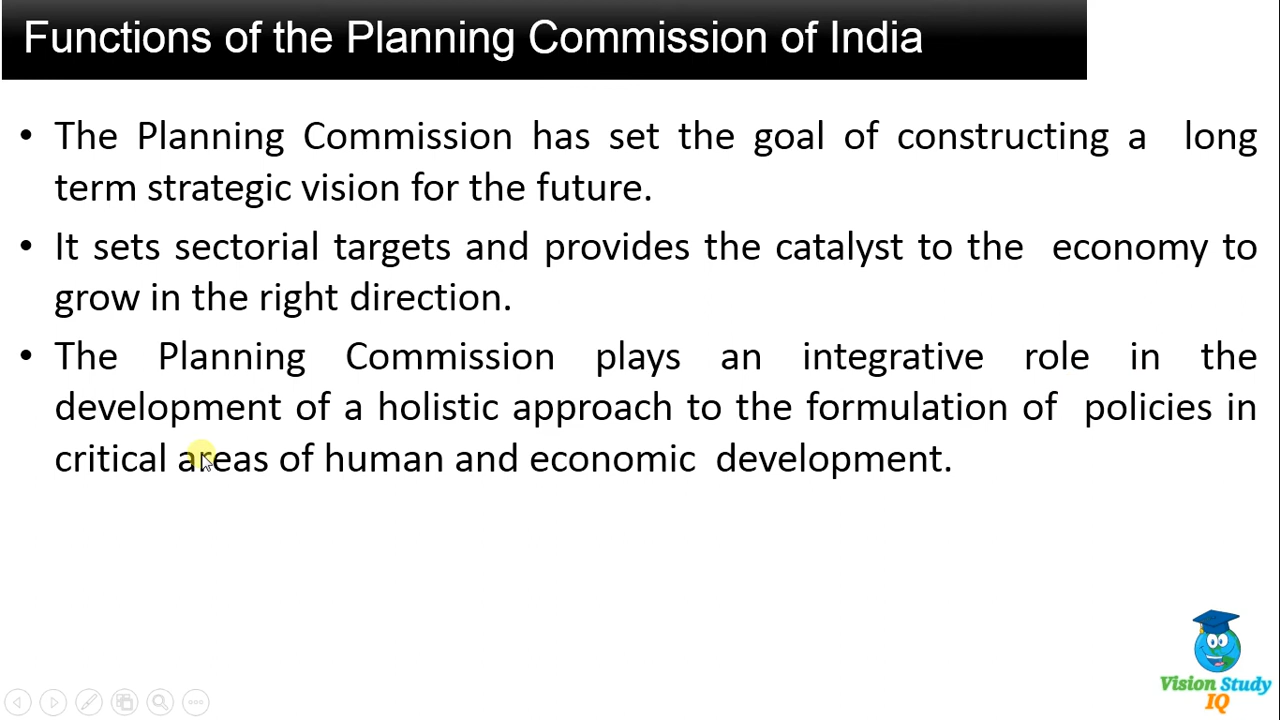 Functions of the Planning Commission of India
• The Planning Commission has set the goal of constructing a long
term strategic vision for the future.
• It sets sectorial targets and provides the catalyst to the economy to
grow in the right direction.
• The Planning Commission plays an integrative role in the
development of a holistic approach to the formulation of policies in
critical areas of human and economic development.
Vision Study
IQ